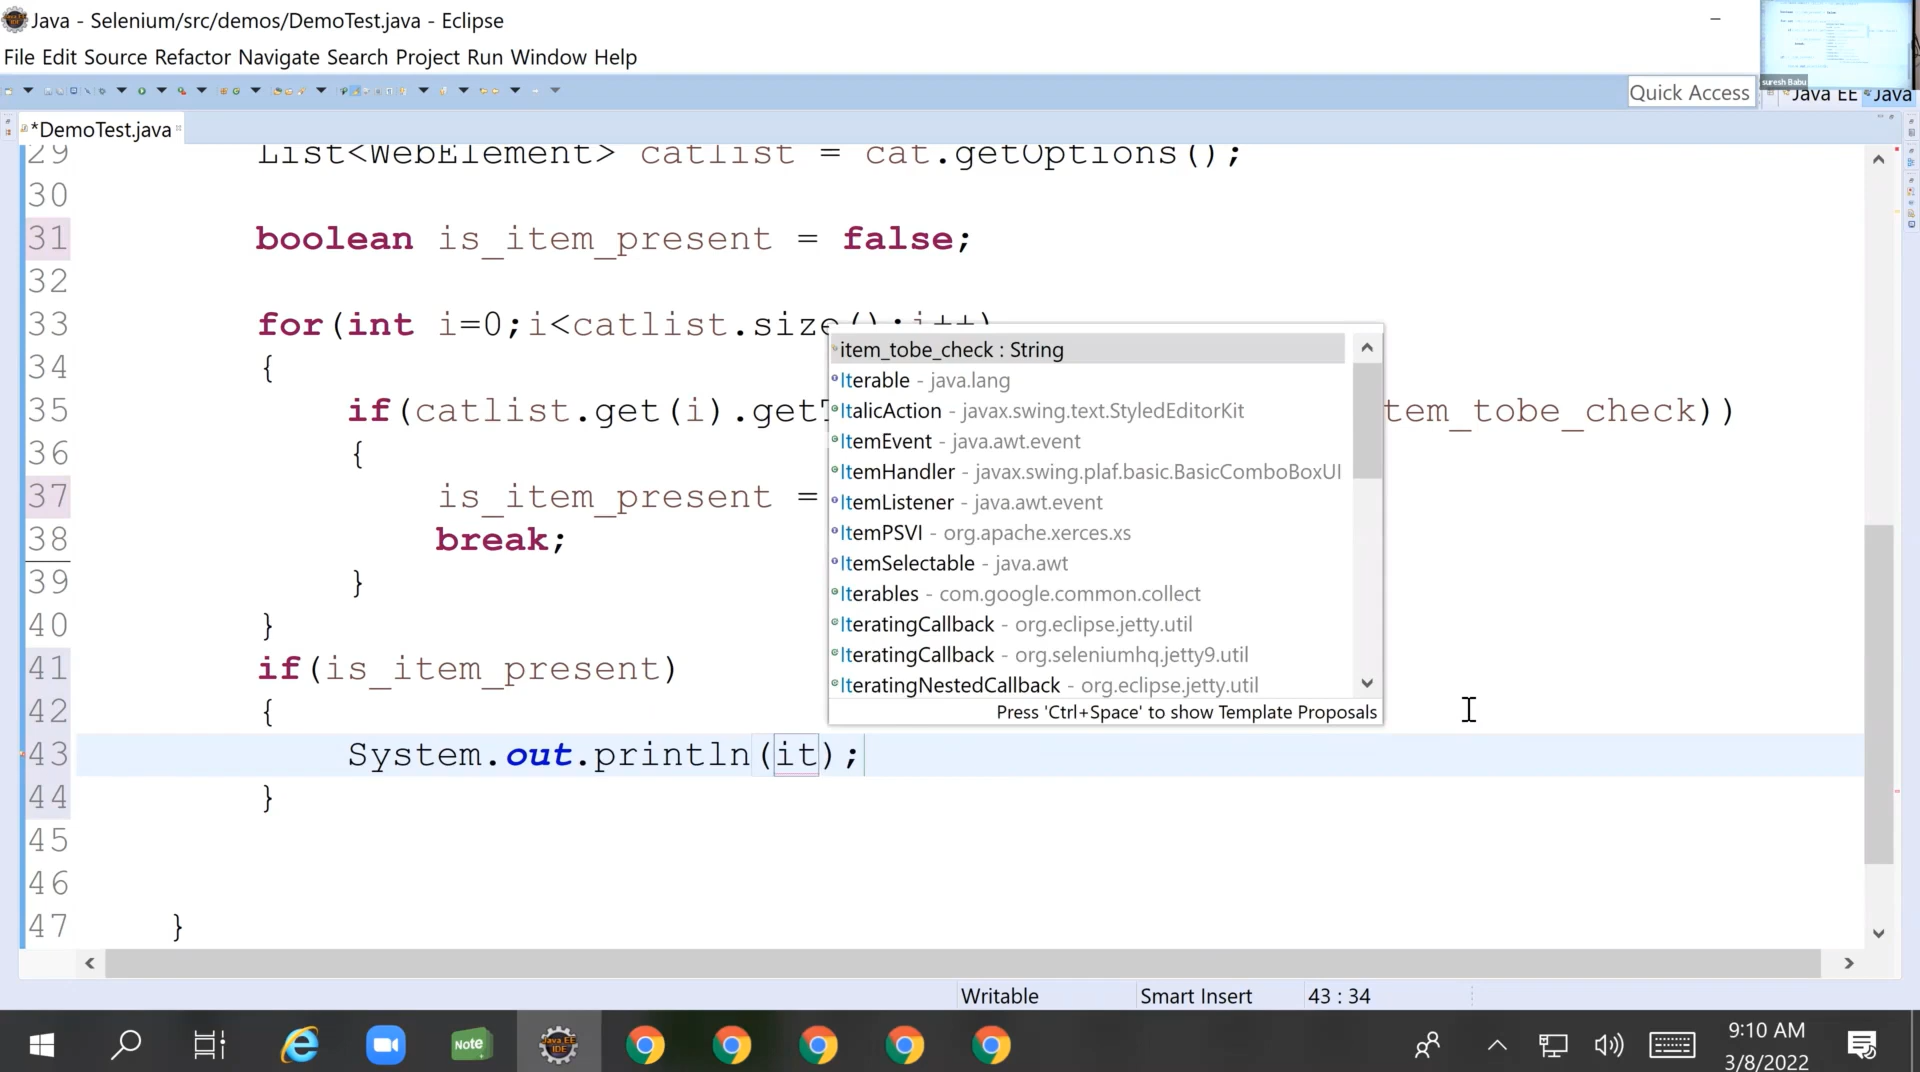 Java - Selenium/src/demos/DemoTest.java - Eclipse
File Edit Source Refactor Navigate Search Project Run Window Help
suresh Babu
Quick Access
Java EE
Java
*DemoTest.java
29 List<WebElement> catlist = cat.getOptions();
30
31 boolean is_item_present = false;
32
33 for(int i=0;i<catlist.size();i++)
34 {
35 if(catlist.get(i).get tem_tobe_check))
36 {
37 is_item_present =
38 break;
39 }
40 }
41 if(is_item_present)
42 {
43 System.out.println(it);
44 }
45
46
47 }
item_tobe_check : String
Iterable - java.lang
ItalicAction - javax.swing.text.StyledEditorKit
ItemEvent - java.awt.event
ItemHandler - javax.swing.plaf.basic.BasicComboBoxUI
ItemListener - java.awt.event
ItemPSVI - org.apache.xerces.xs
ItemSelectable - java.awt
Iterables - com.google.common.collect
IteratingCallback - org.eclipse.jetty.util
IteratingCallback - org.seleniumhq.jetty9.util
IteratingNestedCallback - org.eclipse.jetty.util
Press 'Ctrl+Space' to show Template Proposals
Writable
Smart Insert
43 : 34
Note
Java EE
IDE
9:10 AM
3/8/2022